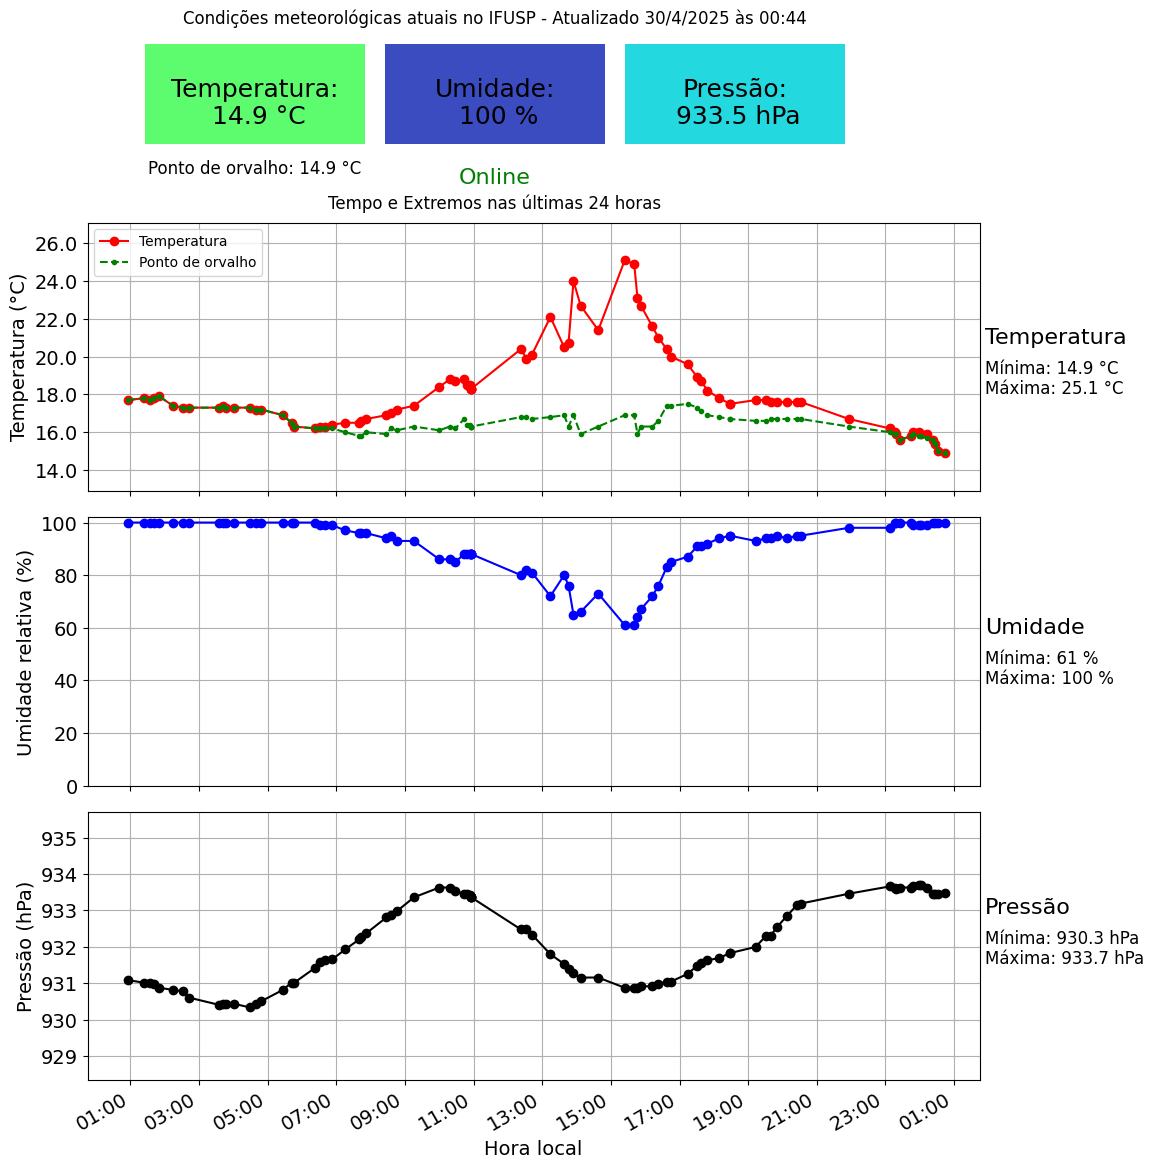 Condições meteorológicas atuais no IFUSP - Atualizado 30/4/2025 às 00:44
Temperatura:
14.9 °C
Umidade:
100 %
Pressão:
933.5 hPa
Ponto de orvalho: 14.9 °C
Online
Tempo e Extremos nas últimas 24 horas
Temperatura (°C)
26.0
24.0
22.0
20.0
18.0
16.0
14.0
Temperatura
Ponto de orvalho
Temperatura
Mínima: 14.9 °C
Máxima: 25.1 °C
Umidade relativa (%)
100
80
60
40
20
0
Umidade
Mínima: 61 %
Máxima: 100 %
Pressão (hPa)
935
934
933
932
931
930
929
Pressão
Mínima: 930.3 hPa
Máxima: 933.7 hPa
01:00
03:00
05:00
07:00
09:00
11:00
13:00
15:00
17:00
19:00
21:00
23:00
01:00
Hora local